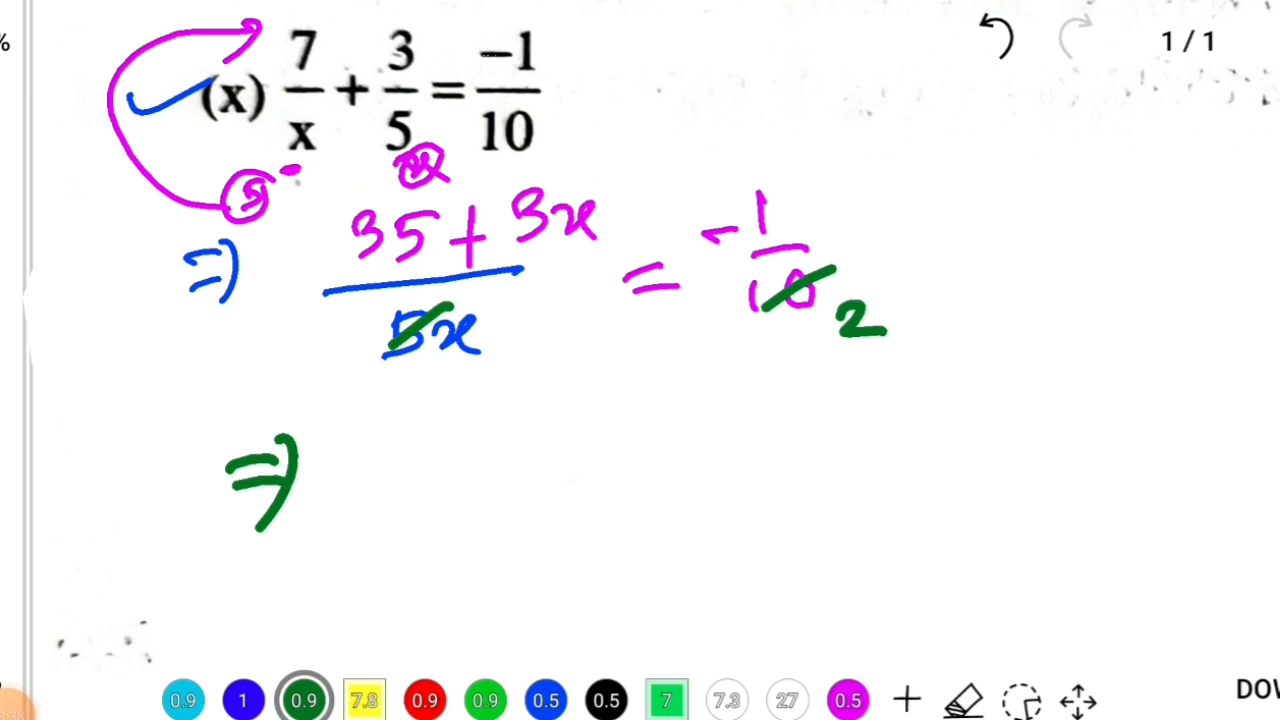 %
1 / 1
(x) 7/x + 3/5 = -1/10
5 x
⇒ 35 + 3x / 5x = -1/10 2
⇒
0.9 1 0.9 7.8 0.9 0.9 0.5 0.5 7 7.3 27 0.5 +